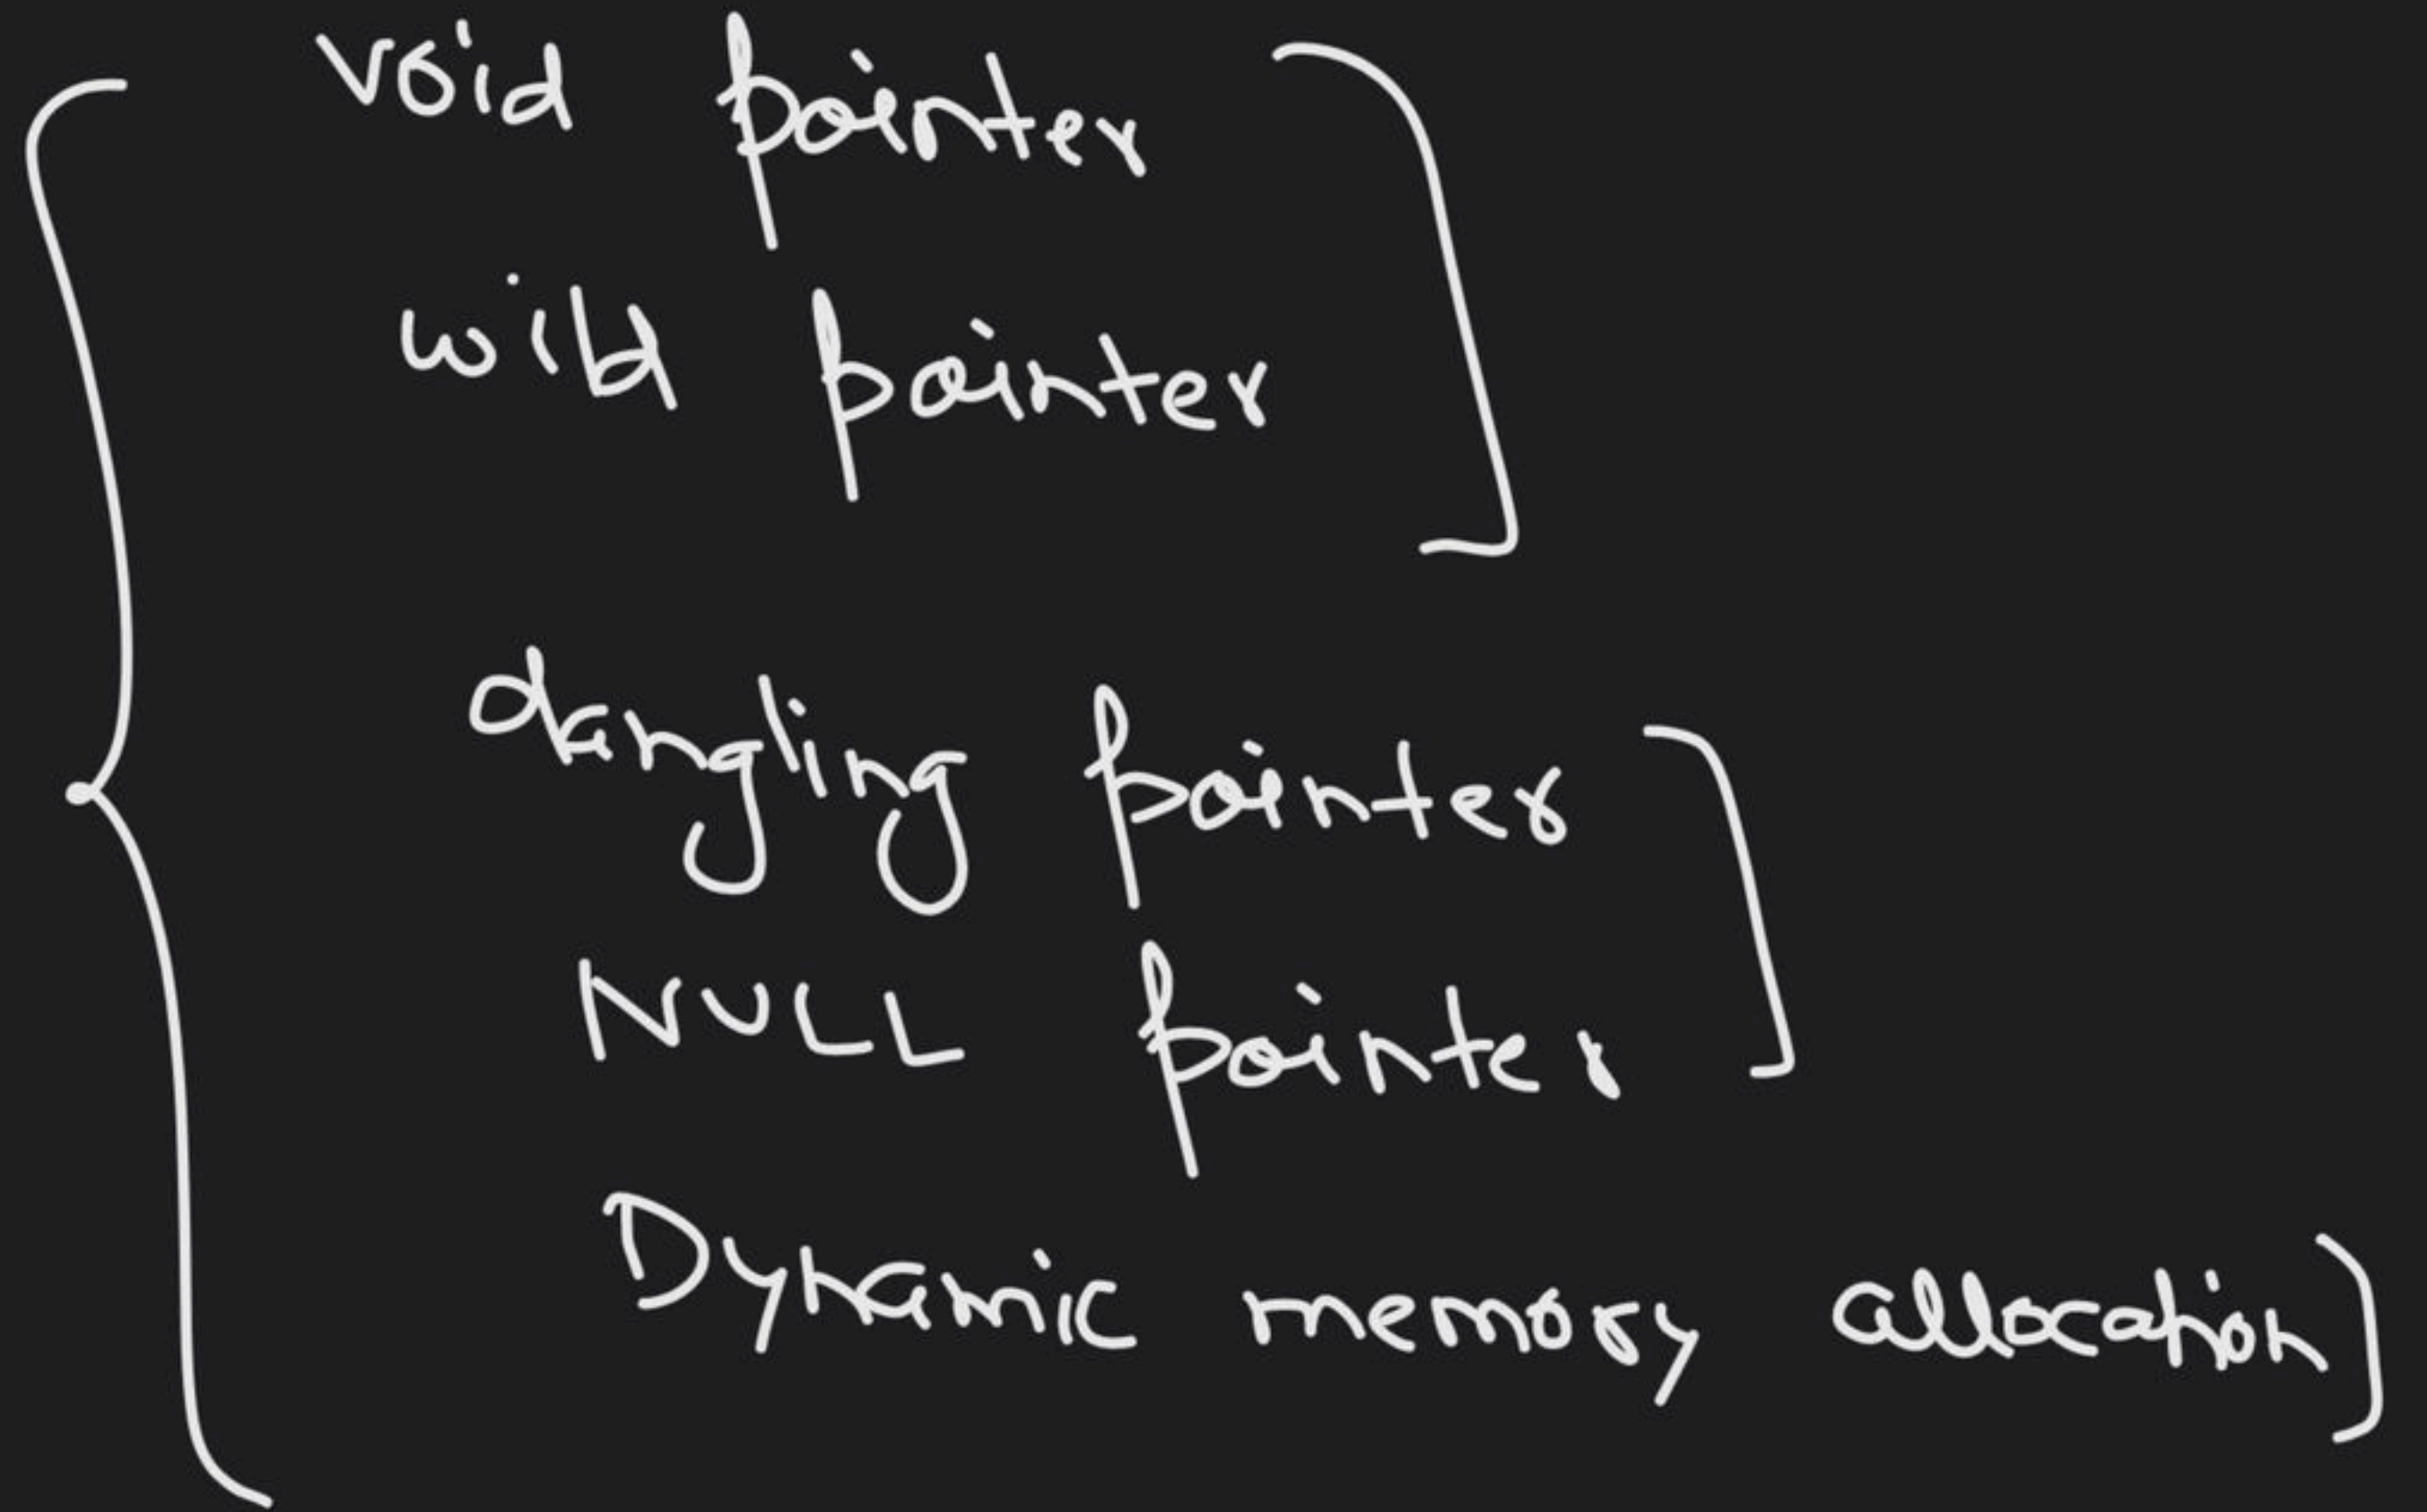 void pointer
wild pointer
dangling pointer
NULL pointer
Dynamic memory allocation